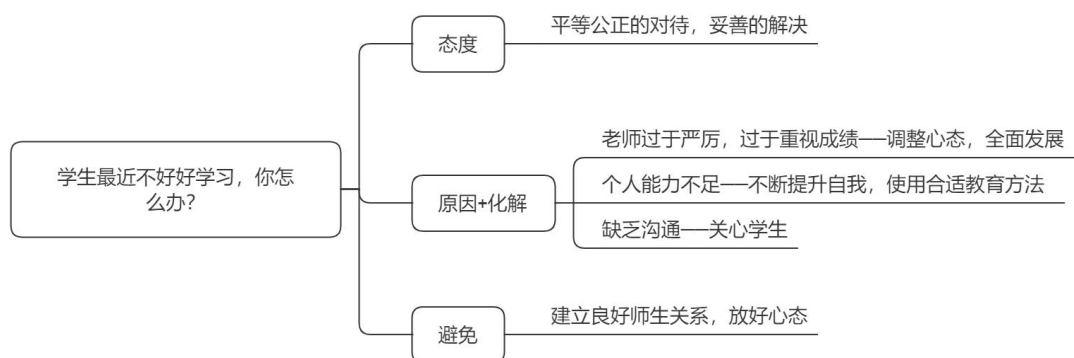 学生最近不好好学习，你怎
么办？
态度
平等公正的对待，妥善的解决
原因+化解
老师过于严厉，过于重视成绩——调整心态，全面发展
个人能力不足——不断提升自我，使用合适教育方法
缺乏沟通——关心学生
避免
建立良好师生关系，放好心态